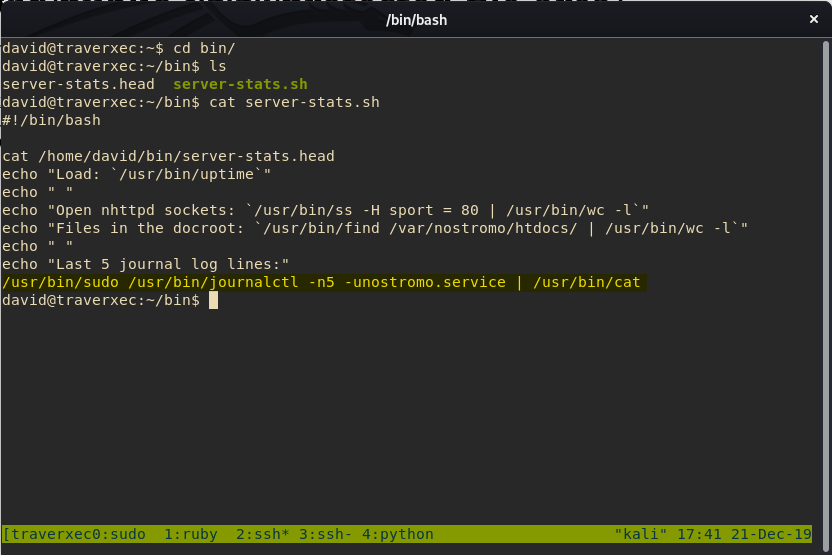 /bin/bash ×
david@traverxec:~$ cd bin/
david@traverxec:~/bin$ ls
server-stats.head  server-stats.sh
david@traverxec:~/bin$ cat server-stats.sh
#!/bin/bash

cat /home/david/bin/server-stats.head
echo "Load: `/usr/bin/uptime`"
echo " "
echo "Open nhttpd sockets: `/usr/bin/ss -H sport = 80 | /usr/bin/wc -l`"
echo "Files in the docroot: `/usr/bin/find /var/nostromo/htdocs/ | /usr/bin/wc -l`"
echo " "
echo "Last 5 journal log lines:"
/usr/bin/sudo /usr/bin/journalctl -n5 -unostromo.service | /usr/bin/cat
david@traverxec:~/bin$
[traverxec0:sudo  1:ruby  2:ssh* 3:ssh- 4:python "kali" 17:41 21-Dec-19